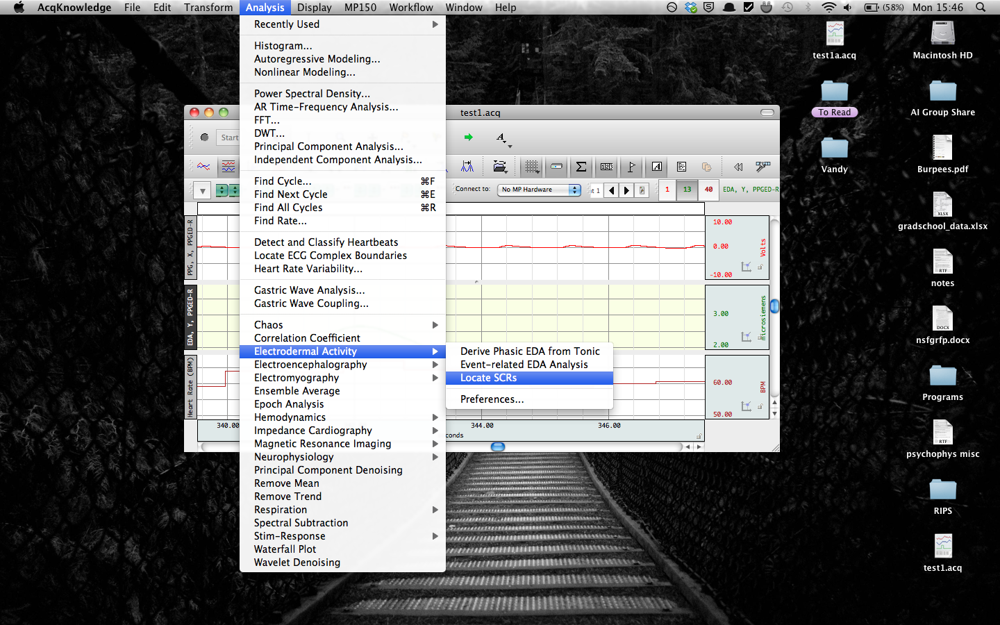 AcqKnowledge File Edit Transform Analysis Display MP150 Workflow Window Help (58%) Mon 15:46
Recently Used
Histogram...
Autoregressive Modeling...
Nonlinear Modeling...
Power Spectral Density...
AR Time-Frequency Analysis...
FFT...
DWT...
Principal Component Analysis...
Independent Component Analysis...
Find Cycle... ⌘F
Find Next Cycle ⌘E
Find All Cycles ⌘R
Find Rate...
Detect and Classify Heartbeats
Locate ECG Complex Boundaries
Heart Rate Variability...
Gastric Wave Analysis...
Gastric Wave Coupling...
Chaos
Correlation Coefficient
Electrodermal Activity
Electroencephalography
Electromyography
Ensemble Average
Epoch Analysis
Hemodynamics
Impedance Cardiography
Magnetic Resonance Imaging
Neurophysiology
Principal Component Denoising
Remove Mean
Remove Trend
Respiration
Spectral Subtraction
Stim-Response
Waterfall Plot
Wavelet Denoising
Derive Phasic EDA from Tonic
Event-related EDA Analysis
Locate SCRs
Preferences...
test1.acq
Start
Connect to: No MP Hardware
1 13 40 EDA, Y, PPGED-R
PPG, X, PPGED-R
10.00
0.00
-10.00
Volts
EDA, Y, PPGED-R
3.00
2.00
microsiemens
Heart Rate (BPM)
60.00
50.00
BPM
340.00 344.00 346.00
conds
test1a.acq
To Read
Vandy
Macintosh HD
AI Group Share
Burpees.pdf
XLSX
gradschool_data.xlsx
RTF
notes
DOCX
nsfgrfp.docx
Programs
RTF
psychophys misc
RIPS
test1.acq